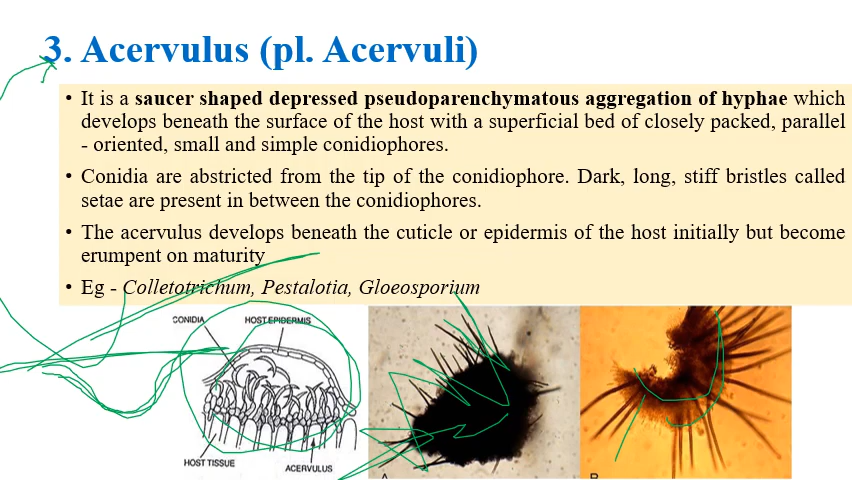 3. Acervulus (pl. Acervuli)
• It is a saucer shaped depressed pseudoparenchymatous aggregation of hyphae which
develops beneath the surface of the host with a superficial bed of closely packed, parallel
- oriented, small and simple conidiophores.
• Conidia are abstricted from the tip of the conidiophore. Dark, long, stiff bristles called
setae are present in between the conidiophores.
• The acervulus develops beneath the cuticle or epidermis of the host initially but become
erumpent on maturity
• Eg - Colletotrichum, Pestalotia, Gloeosporium
CONIDIA
HOST EPIDERMIS
HOST TISSUE
ACERVULUS
A
B